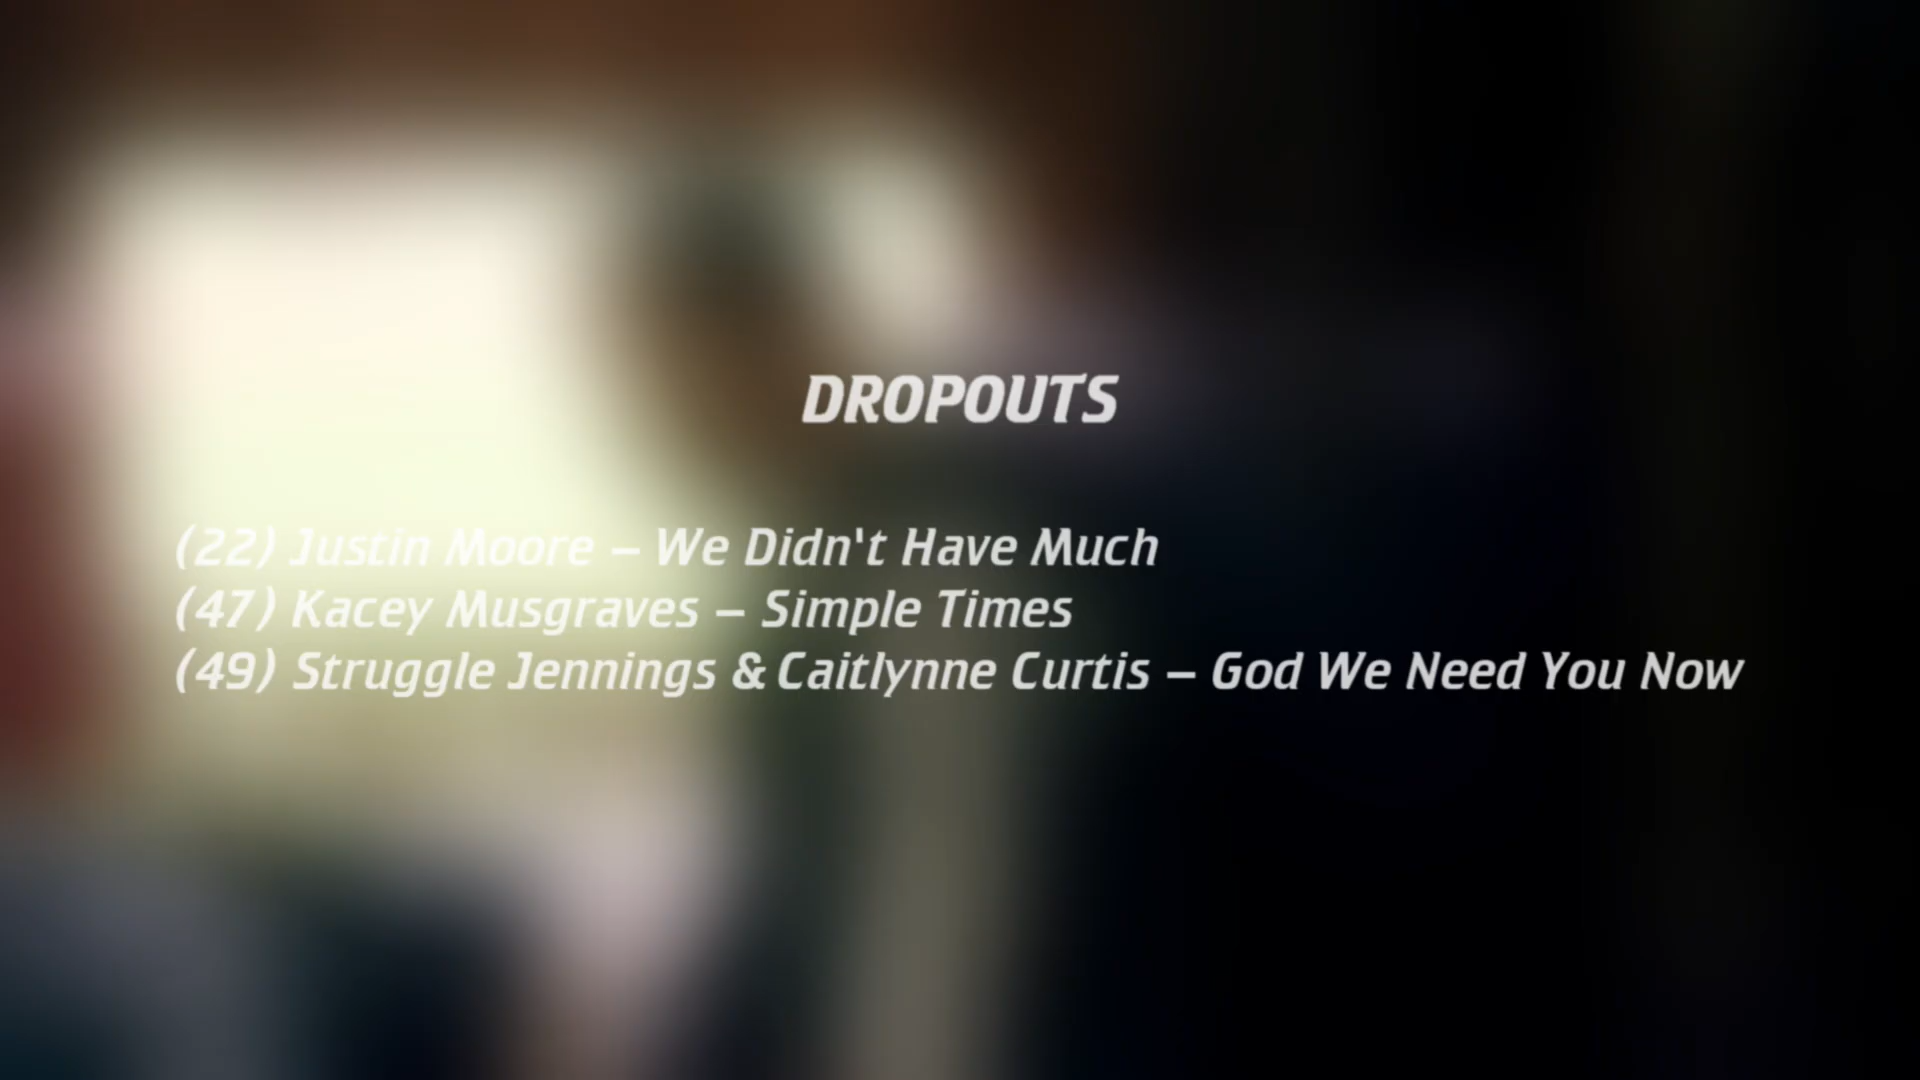 DROPOUTS
(22) Justin Moore – We Didn't Have Much
(47) Kacey Musgraves – Simple Times
(49) Struggle Jennings & Caitlynne Curtis – God We Need You Now